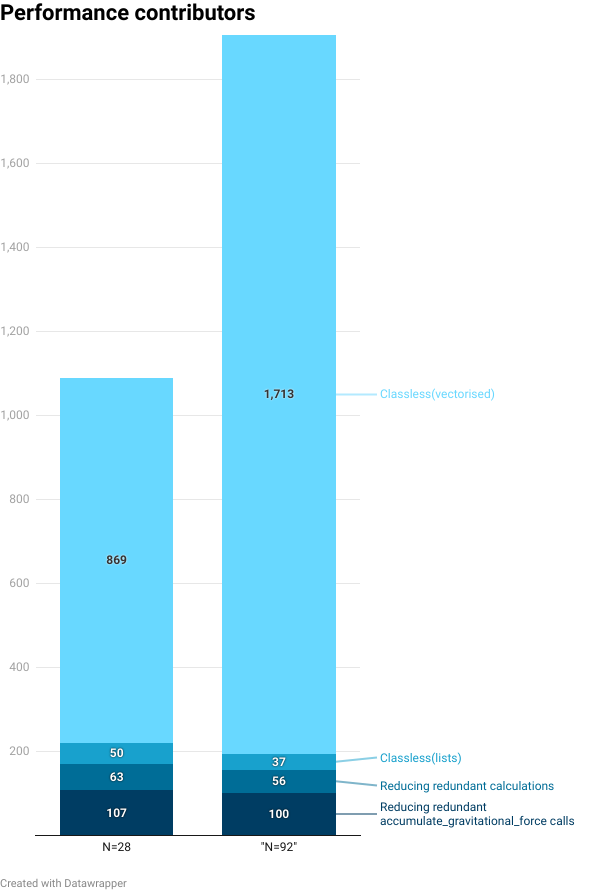 Performance contributors
1,800
1,600
1,400
1,200
1,000
800
600
400
200
869
50
63
107
1,713
37
56
100
Classless(vectorised)
Classless(lists)
Reducing redundant calculations
Reducing redundant
accumulate_gravitational_force calls
N=28
"N=92"
Created with Datawrapper